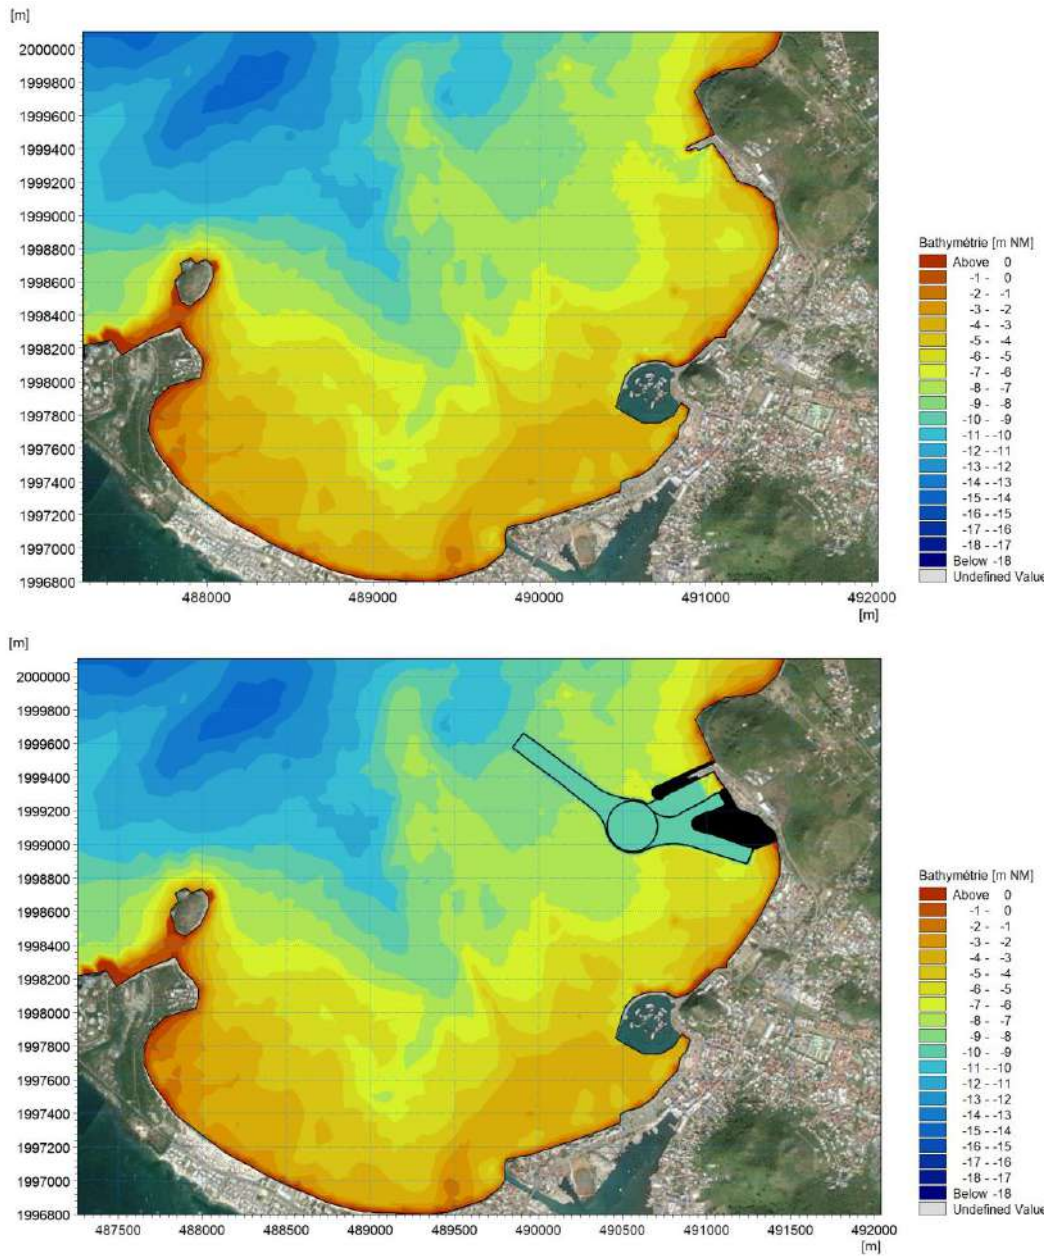 [m]
2000000
1999800
1999600
1999400
1999200
1999000
1998800
1998600
1998400
1998200
1998000
1997800
1997600
1997400
1997200
1997000
1996800
488000 489000 490000 491000 492000
[m]
Bathymétrie [m NM]
Above 0
-1 - 0
-2 - -1
-3 - -2
-4 - -3
-5 - -4
-6 - -5
-7 - -6
-8 - -7
-9 - -8
-10 - -9
-11 - -10
-12 - -11
-13 - -12
-14 - -13
-15 - -14
-16 - -15
-17 - -16
-18 - -17
Below -18
Undefined Value
[m]
2000000
1999800
1999600
1999400
1999200
1999000
1998800
1998600
1998400
1998200
1998000
1997800
1997600
1997400
1997200
1997000
1996800
487500 488000 488500 489000 489500 490000 490500 491000 491500 492000
[m]
Bathymétrie [m NM]
Above 0
-1 - 0
-2 - -1
-3 - -2
-4 - -3
-5 - -4
-6 - -5
-7 - -6
-8 - -7
-9 - -8
-10 - -9
-11 - -10
-12 - -11
-13 - -12
-14 - -13
-15 - -14
-16 - -15
-17 - -16
-18 - -17
Below -18
Undefined Value